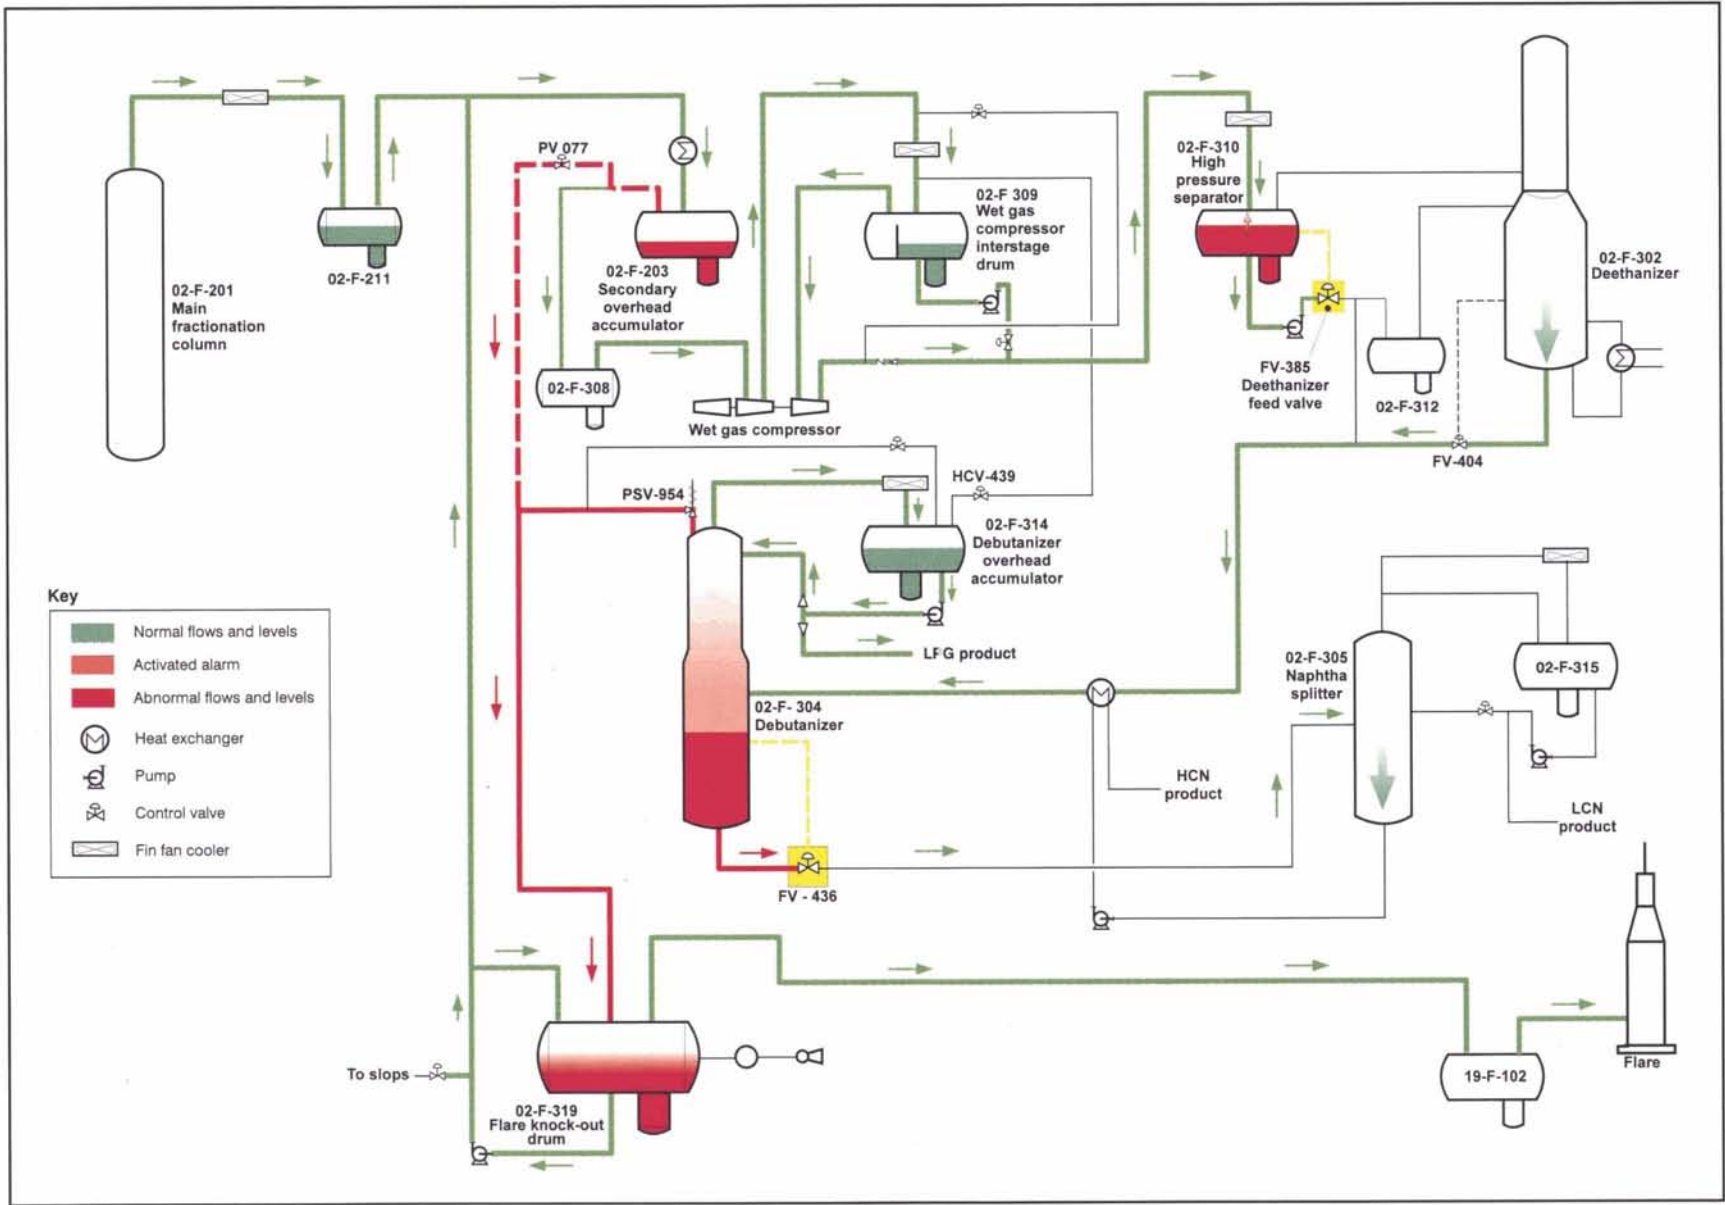 PV 077
02-F-211
02-F-201
Main
fractionation
column
02-F-203
Secondary
overhead
accumulator
02-F-308
Wet gas compressor
02-F 309
Wet gas
compressor
interstage
drum
02-F-310
High
pressure
separator
FV-385
Deethanizer
feed valve
02-F-312
02-F-302
Deethanizer
FV-404
PSV-954
HCV-439
02-F-314
Debutanizer
overhead
accumulator
LPG product
02-F- 304
Debutanizer
FV - 436
HCN
product
02-F-305
Naphtha
splitter
02-F-315
LCN
product
Key
Normal flows and levels
Activated alarm
Abnormal flows and levels
Heat exchanger
Pump
Control valve
Fin fan cooler
To slops
02-F-319
Flare knock-out
drum
19-F-102
Flare